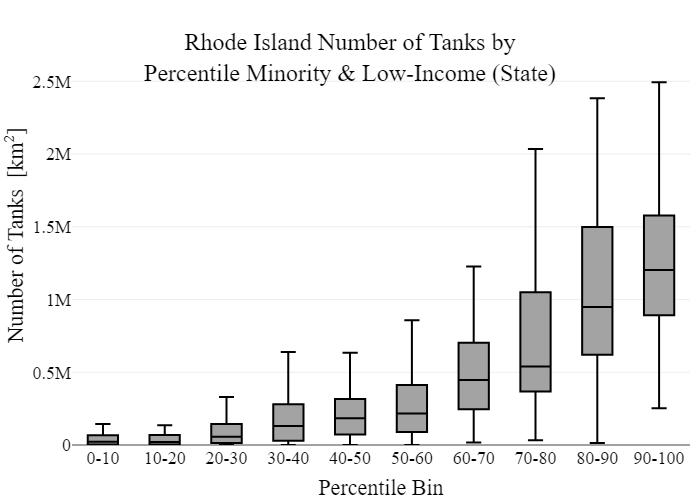 Rhode Island Number of Tanks by
Percentile Minority & Low-Income (State)
Number of Tanks [km²]
2.5M
2M
1.5M
1M
0.5M
0
0-10 10-20 20-30 30-40 40-50 50-60 60-70 70-80 80-90 90-100
Percentile Bin